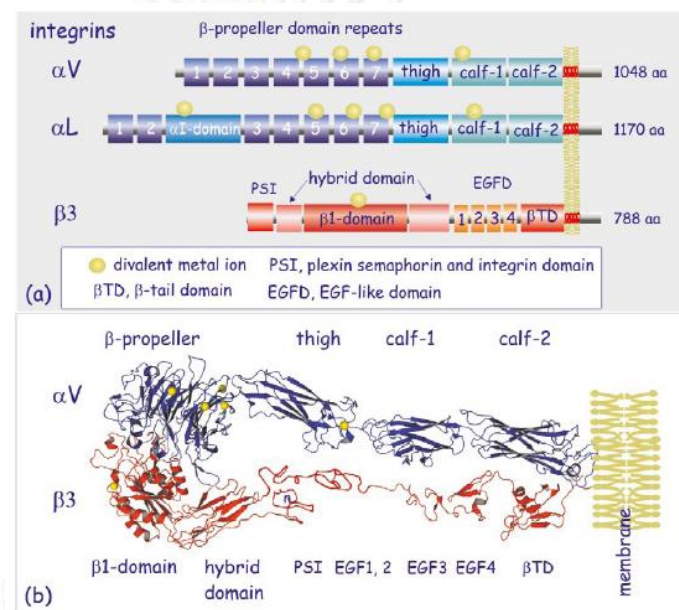 integrins
β-propeller domain repeats
αV
1 2 3 4 5 6 7 thigh calf-1 calf-2
1048 aa
αL
1 2 αI-domain 3 4 5 6 7 thigh calf-1 calf-2
1170 aa
PSI hybrid domain EGFD
β3
β1-domain 1 2 3 4 βTD
788 aa
divalent metal ion PSI, plexin semaphorin and integrin domain
βTD, β-tail domain EGFD, EGF-like domain
(a)
β-propeller thigh calf-1 calf-2
αV
β3
membrane
β1-domain hybrid domain PSI EGF1, 2 EGF3 EGF4 βTD
(b)